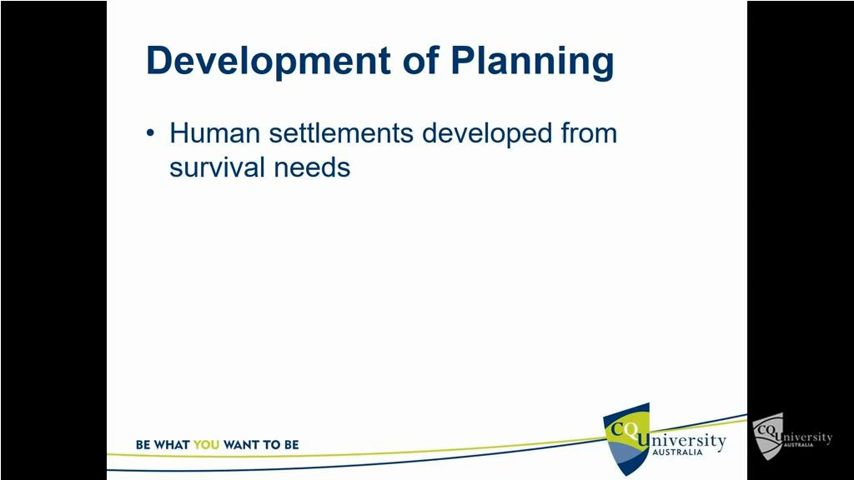 Development of Planning
• Human settlements developed from
survival needs
BE WHAT YOU WANT TO BE
CQUniversity
AUSTRALIA
CQUniversity
AUSTRALIA